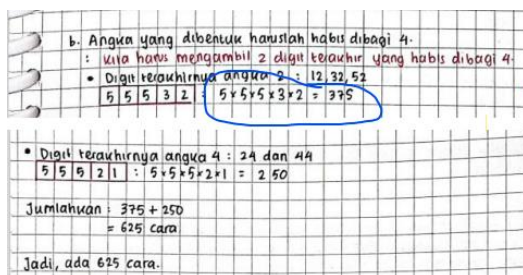 b. Angka yang dibentuk haruslah habis dibagi 4.
: Kita harus mengambil 2 digit terakhir yang habis dibagi 4.
• Digit terakhirnya angka 2 : 12, 32, 52
5 5 5 3 2 : 5 x 5 x 5 x 3 x 2 = 375
• Digit terakhirnya angka 4 : 24 dan 44
5 5 5 2 1 : 5 x 5 x 5 x 2 x 1 = 250
Jumlahkan : 375 + 250
= 625 cara
Jadi, ada 625 cara.